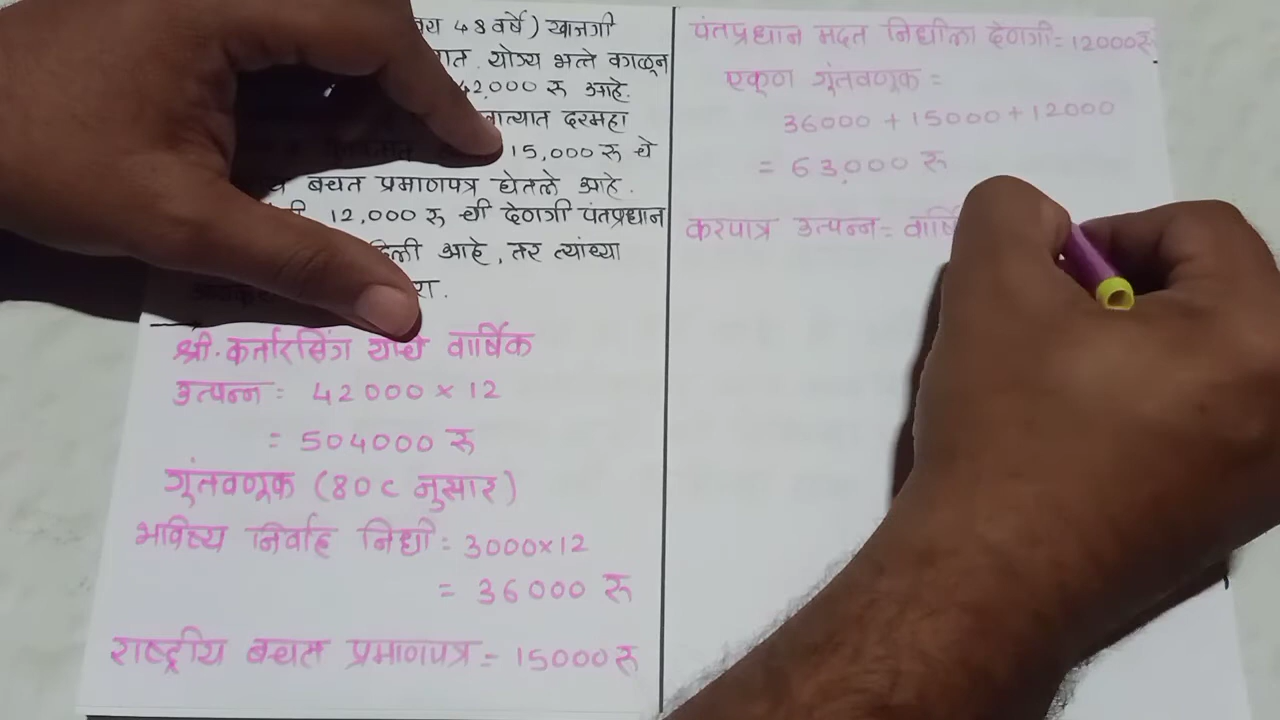 48 वर्षे) खाजगी
योग्य भत्ते काळून
42,000 रु आहे.
दरमहा
15,000 रु चे
बचत प्रमाणपत्र घेतले आहे.
12,000 रु ची देणगी पंतप्रधान
आहे, तर त्यांच्या
श्री. कर्तारसिंग यांचे वार्षिक
उत्पन्न = 42000 × 12
= 504000 रु
गुंतवणूक (80c नुसार)
भविष्य निर्वाह निधी = 3000×12
= 36000 रु
राष्ट्रीय बचत प्रमाणपत्र = 15000 रु
पंतप्रधान मदत निधीला देणगी = 12000 रु
एकूण गुंतवणूक =
36000 + 15000 + 12000
= 63,000 रु
करपात्र उत्पन्न =